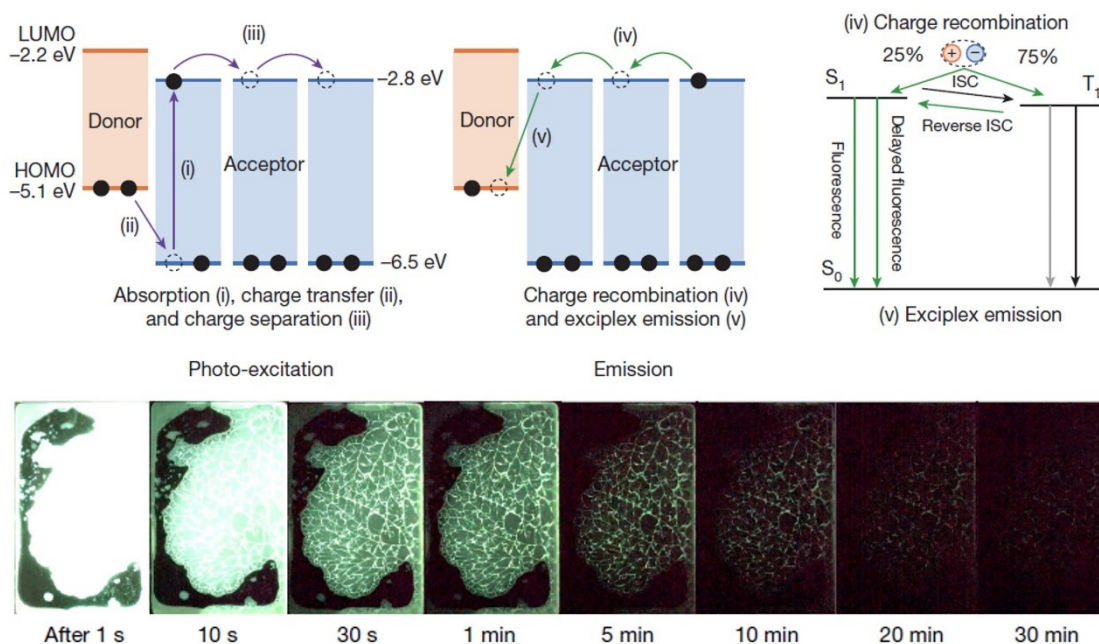 LUMO
–2.2 eV
Donor
HOMO
–5.1 eV
(i)
(ii)
(iii)
Acceptor
–2.8 eV
–6.5 eV
Absorption (i), charge transfer (ii),
and charge separation (iii)
Photo-excitation
(iv)
Donor
(v)
Acceptor
Charge recombination (iv)
and exciplex emission (v)
Emission
(iv) Charge recombination
25%
+
–
75%
S1
ISC
T1
Reverse ISC
Fluorescence
Delayed fluorescence
S0
(v) Exciplex emission
After 1 s
10 s
30 s
1 min
5 min
10 min
20 min
30 min